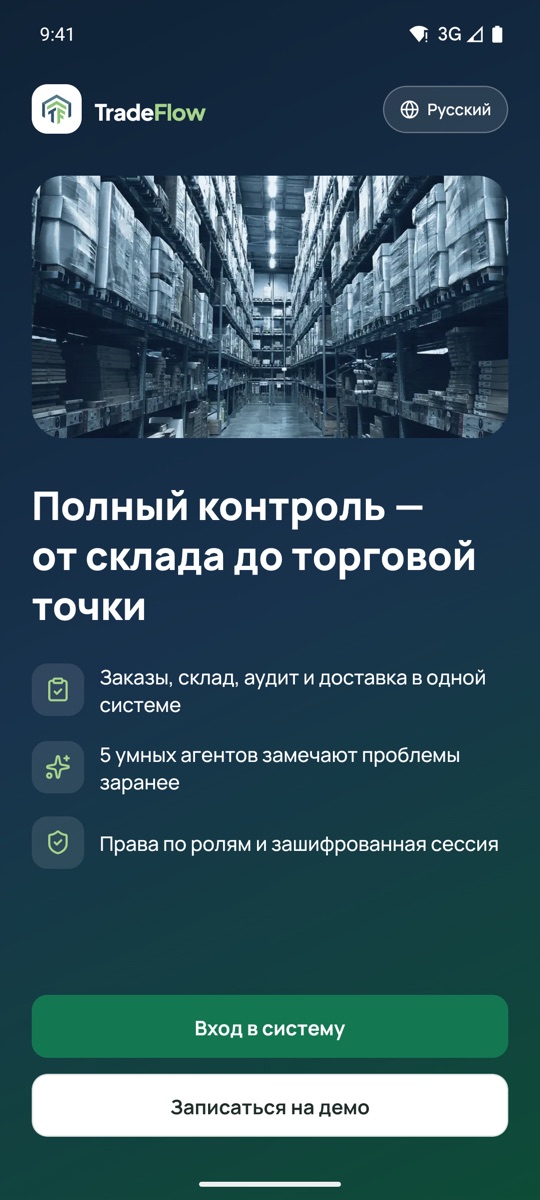 9:41
3G
TradeFlow
Русский
Полный контроль —
от склада до торговой
точки
Заказы, склад, аудит и доставка в одной
системе
5 умных агентов замечают проблемы
заранее
Права по ролям и зашифрованная сессия
Вход в систему
Записаться на демо